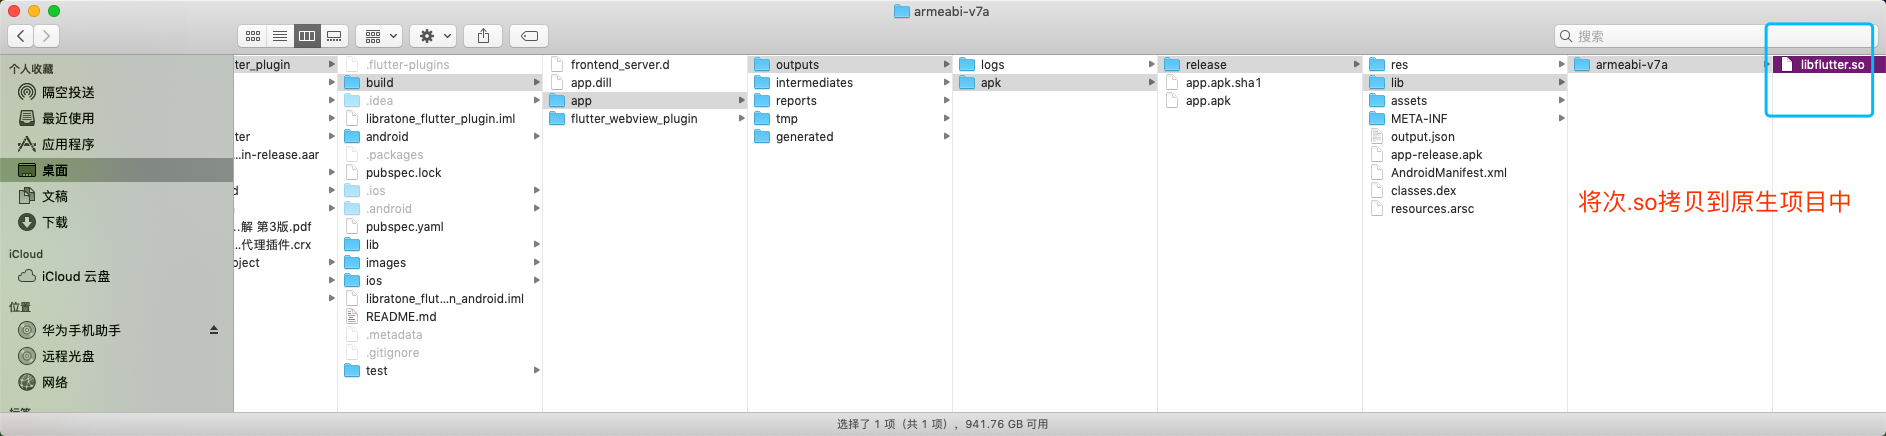 armeabi-v7a
搜索
个人收藏
隔空投送
最近使用
应用程序
桌面
文稿
下载
iCloud
iCloud 云盘
位置
华为手机助手
远程光盘
网络
标签
ter_plugin
tter
...in-release.aar
d
...解 第3版.pdf
...代理插件.crx
oject
.flutter-plugins
build
.idea
libratone_flutter_plugin.iml
android
.packages
pubspec.lock
.ios
.android
pubspec.yaml
lib
images
ios
libratone_flut...n_android.iml
README.md
.metadata
.gitignore
test
frontend_server.d
app.dill
app
flutter_webview_plugin
outputs
intermediates
reports
tmp
generated
logs
apk
release
app.apk.sha1
app.apk
res
lib
assets
META-INF
output.json
app-release.apk
AndroidManifest.xml
classes.dex
resources.arsc
armeabi-v7a
libflutter.so
将次.so拷贝到原生项目中
选择了 1 项（共 1 项），941.76 GB 可用